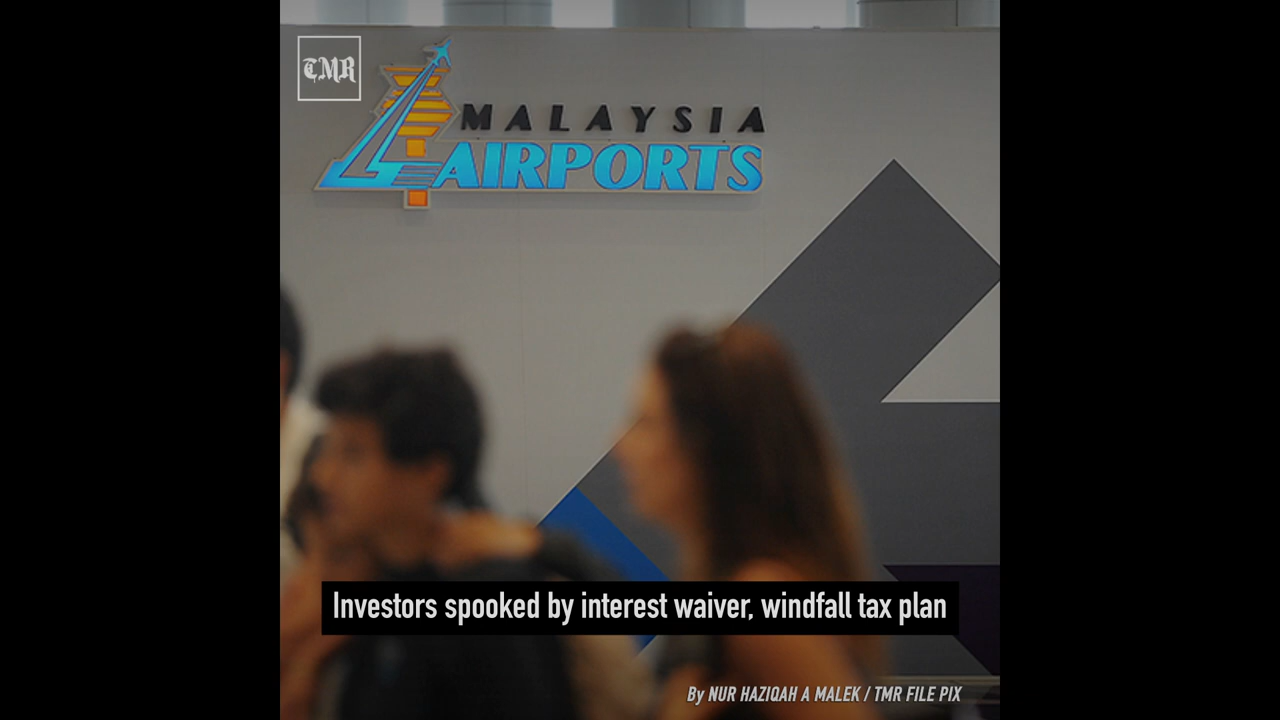 TMR
MALAYSIA
AIRPORTS
Investors spooked by interest waiver, windfall tax plan
By NUR HAZIQAH A MALEK / TMR FILE PIX